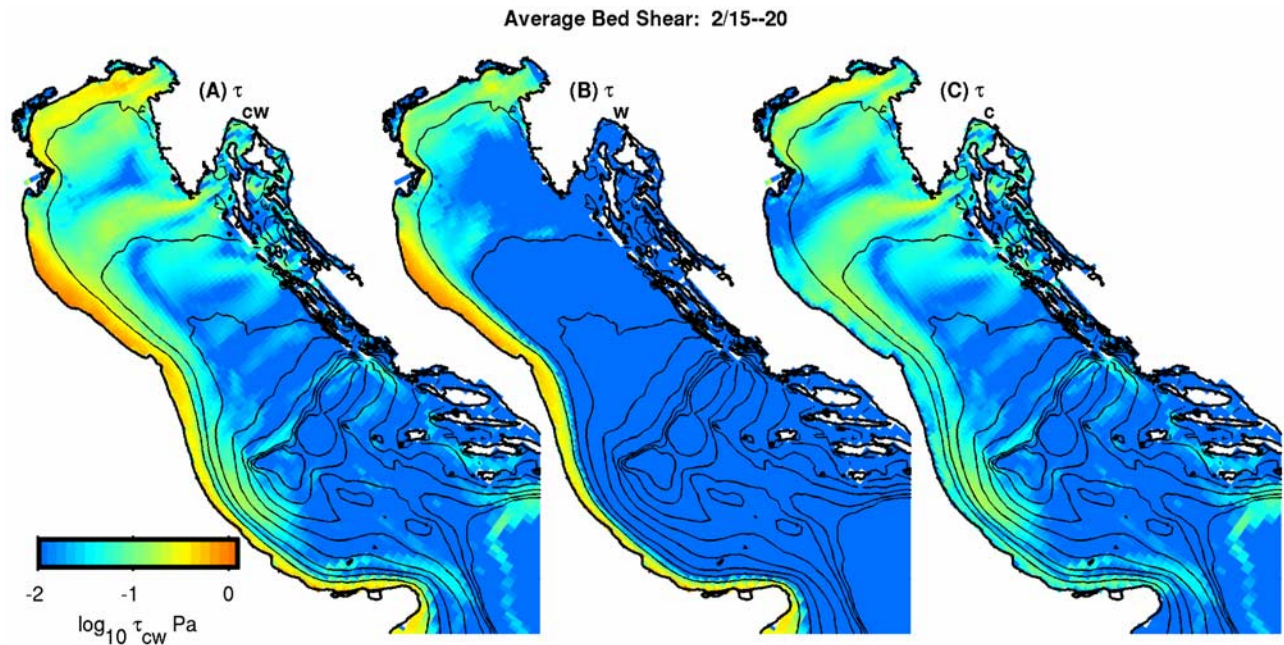 Average Bed Shear: 2/15--20
(A) τ
cw
(B) τ
w
(C) τ
c
-2 -1 0
log10 τcw Pa